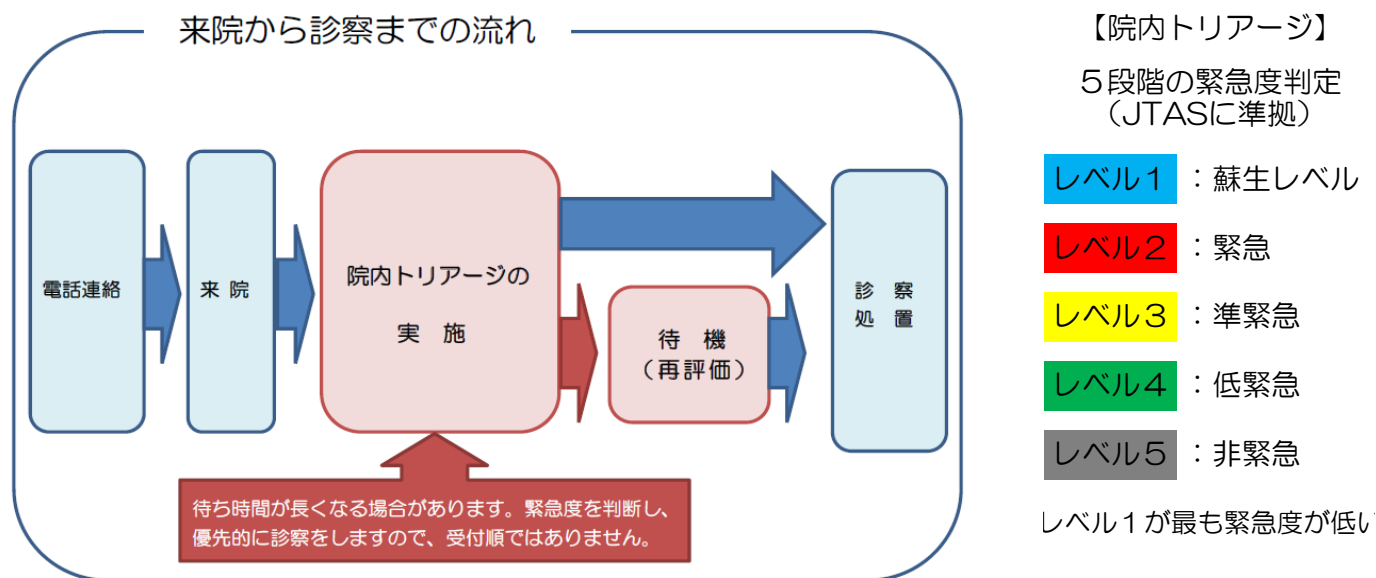 来院から診察までの流れ
電話連絡
来 院
院内トリアージの
実 施
待 機
(再評価)
診 察
処 置
待ち時間が長くなる場合があります。緊急度を判断し、
優先的に診察をしますので、受付順ではありません。
【院内トリアージ】
5段階の緊急度判定
(JTASに準拠)
レベル1 :蘇生レベル
レベル2 :緊急
レベル3 :準緊急
レベル4 :低緊急
レベル5 :非緊急
レベル1が最も緊急度が低い